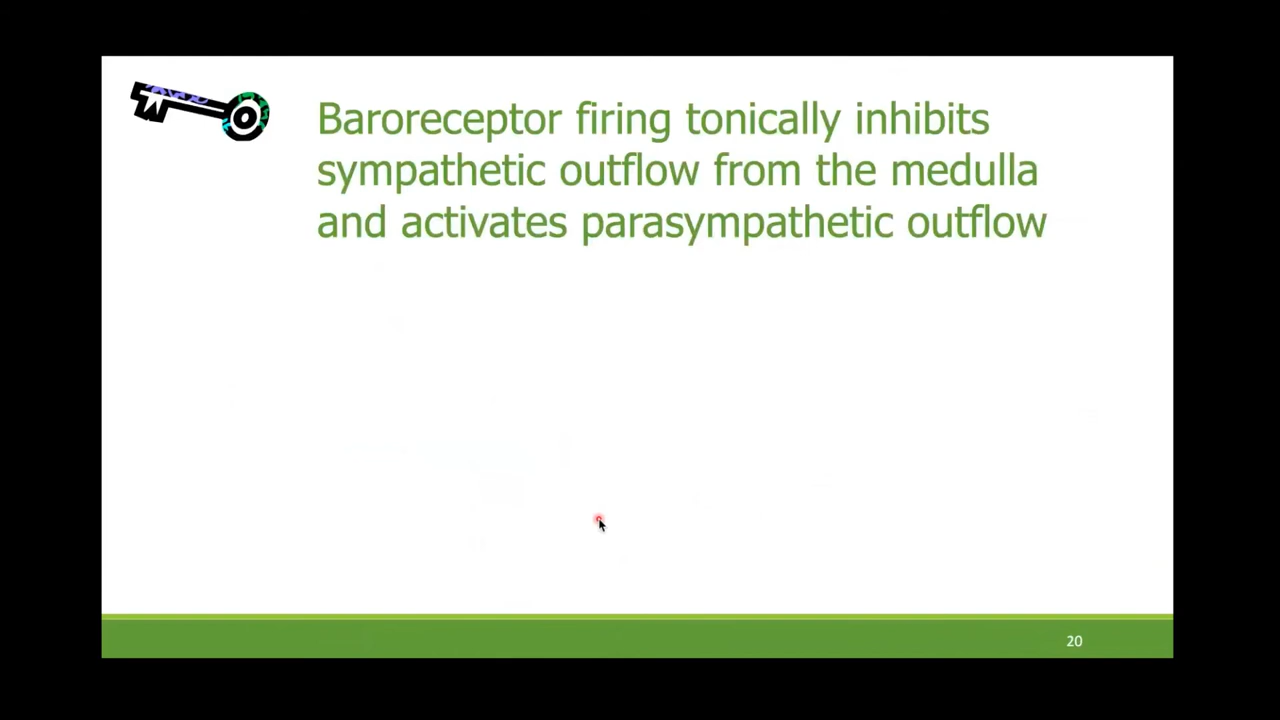 Baroreceptor firing tonically inhibits
sympathetic outflow from the medulla
and activates parasympathetic outflow
20